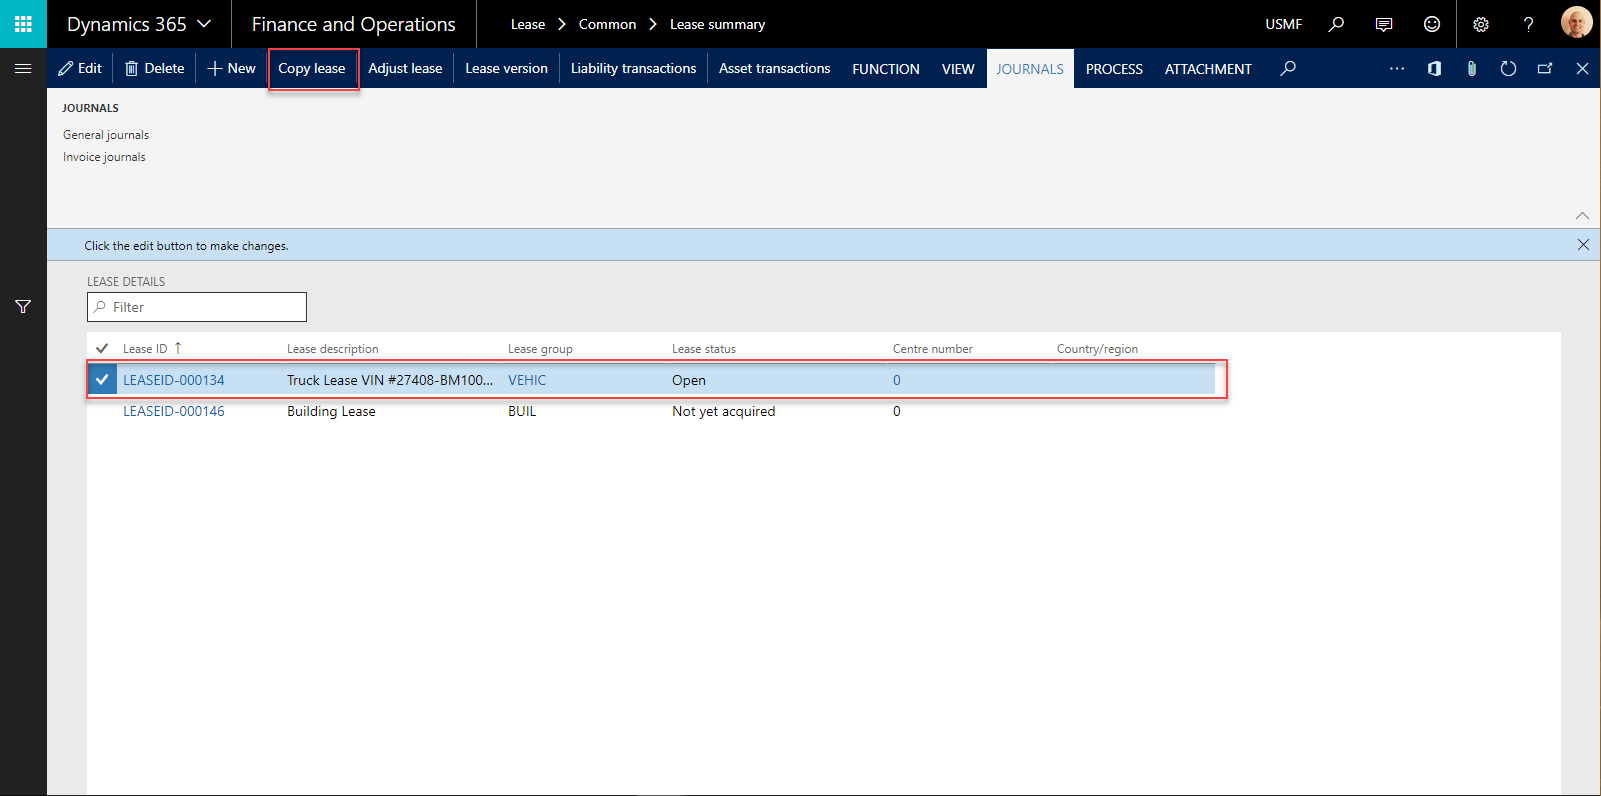 Dynamics 365 Finance and Operations Lease > Common > Lease summary USMF ?
Edit Delete New Copy lease Adjust lease Lease version Liability transactions Asset transactions FUNCTION VIEW JOURNALS PROCESS ATTACHMENT ...
JOURNALS
General journals
Invoice journals
Click the edit button to make changes.
LEASE DETAILS
Filter
Lease ID ↑ Lease description Lease group Lease status Centre number Country/region
LEASEID-000134 Truck Lease VIN #27408-BM100... VEHIC Open 0
LEASEID-000146 Building Lease BUIL Not yet acquired 0